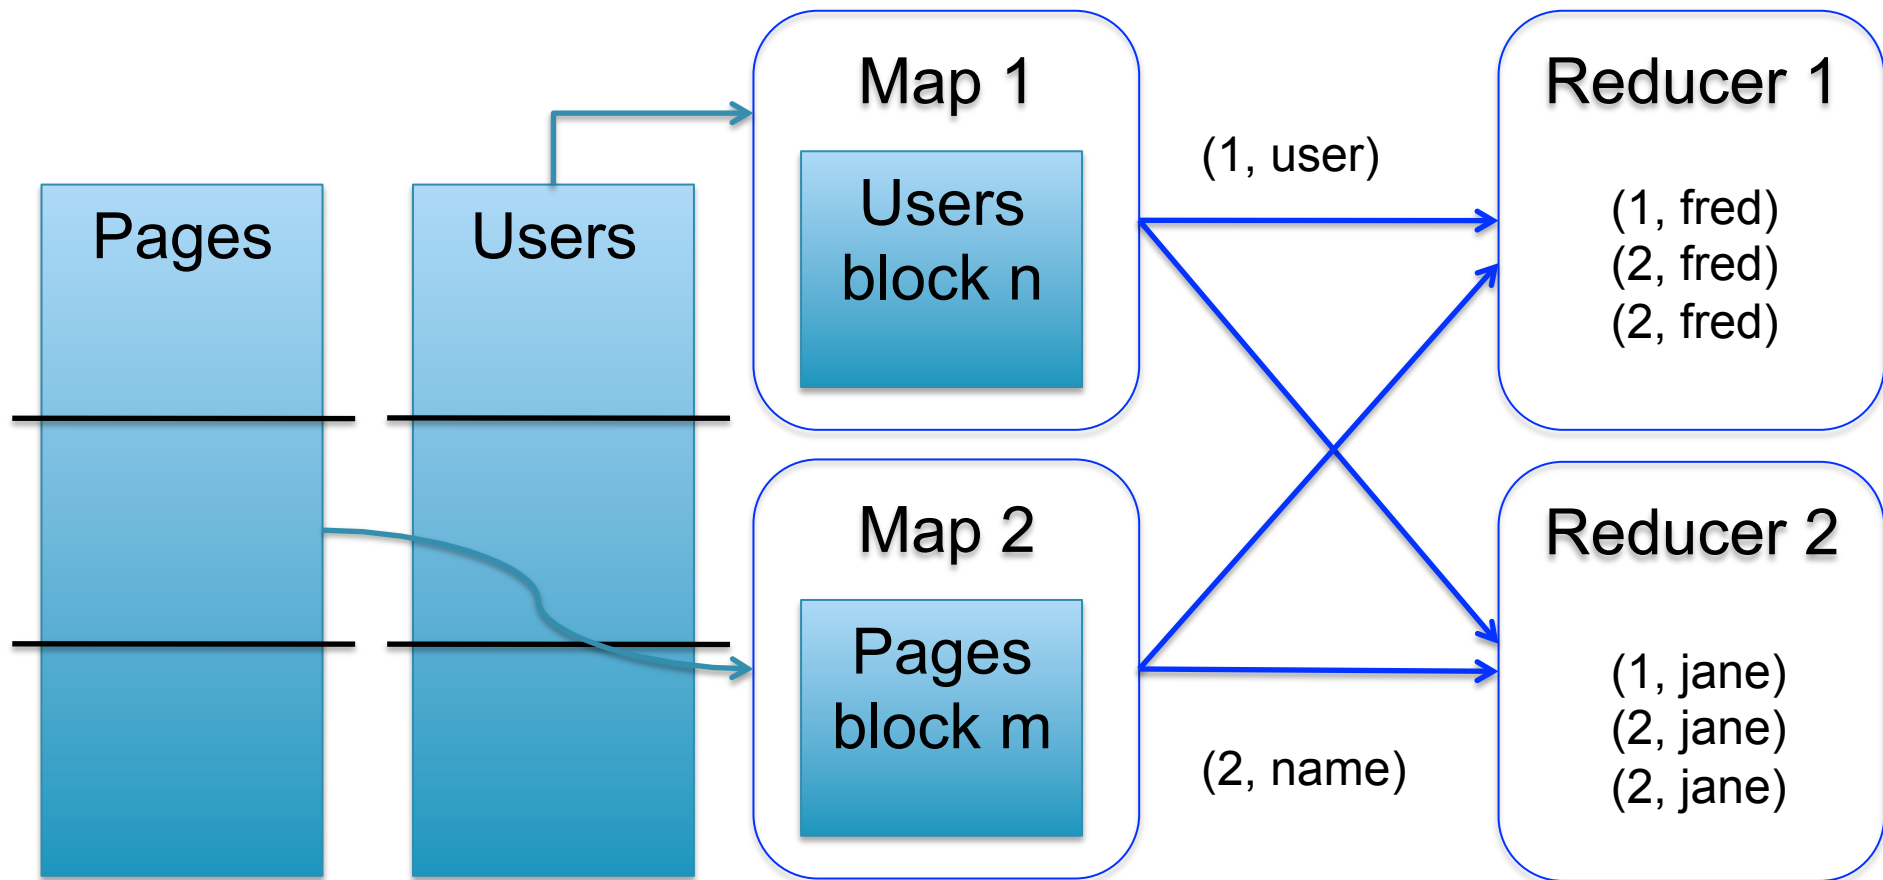 Pages
Users
Map 1
Users
block n
Map 2
Pages
block m
(1, user)
(2, name)
Reducer 1
(1, fred)
(2, fred)
(2, fred)
Reducer 2
(1, jane)
(2, jane)
(2, jane)